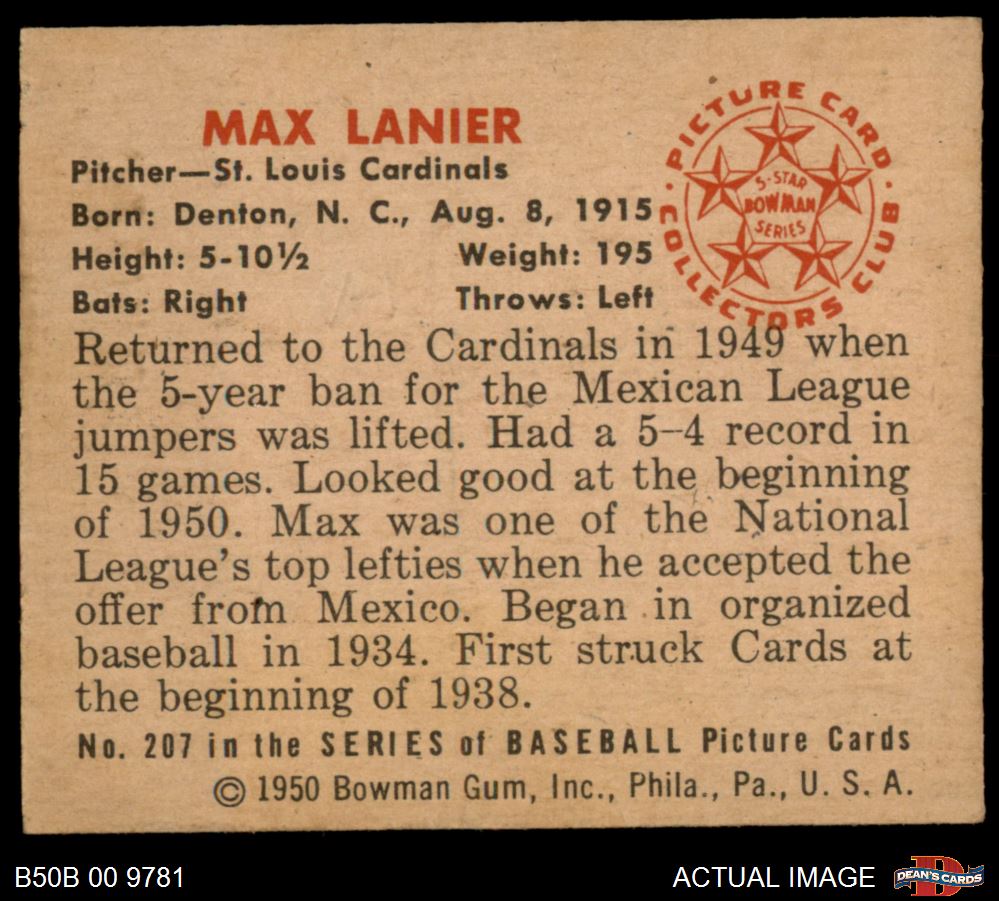 MAX LANIER
Pitcher—St. Louis Cardinals
Born: Denton, N. C., Aug. 8, 1915
Height: 5-10½ Weight: 195
Bats: Right Throws: Left
PICTURE CARD
COLLECTORS CLUB
5-STAR
BOWMAN
SERIES
Returned to the Cardinals in 1949 when
the 5-year ban for the Mexican League
jumpers was lifted. Had a 5-4 record in
15 games. Looked good at the beginning
of 1950. Max was one of the National
League's top lefties when he accepted the
offer from Mexico. Began in organized
baseball in 1934. First struck Cards at
the beginning of 1938.
No. 207 in the SERIES of BASEBALL Picture Cards
© 1950 Bowman Gum, Inc., Phila., Pa., U. S. A.
B50B 00 9781
ACTUAL IMAGE
D
DEAN'S CARDS